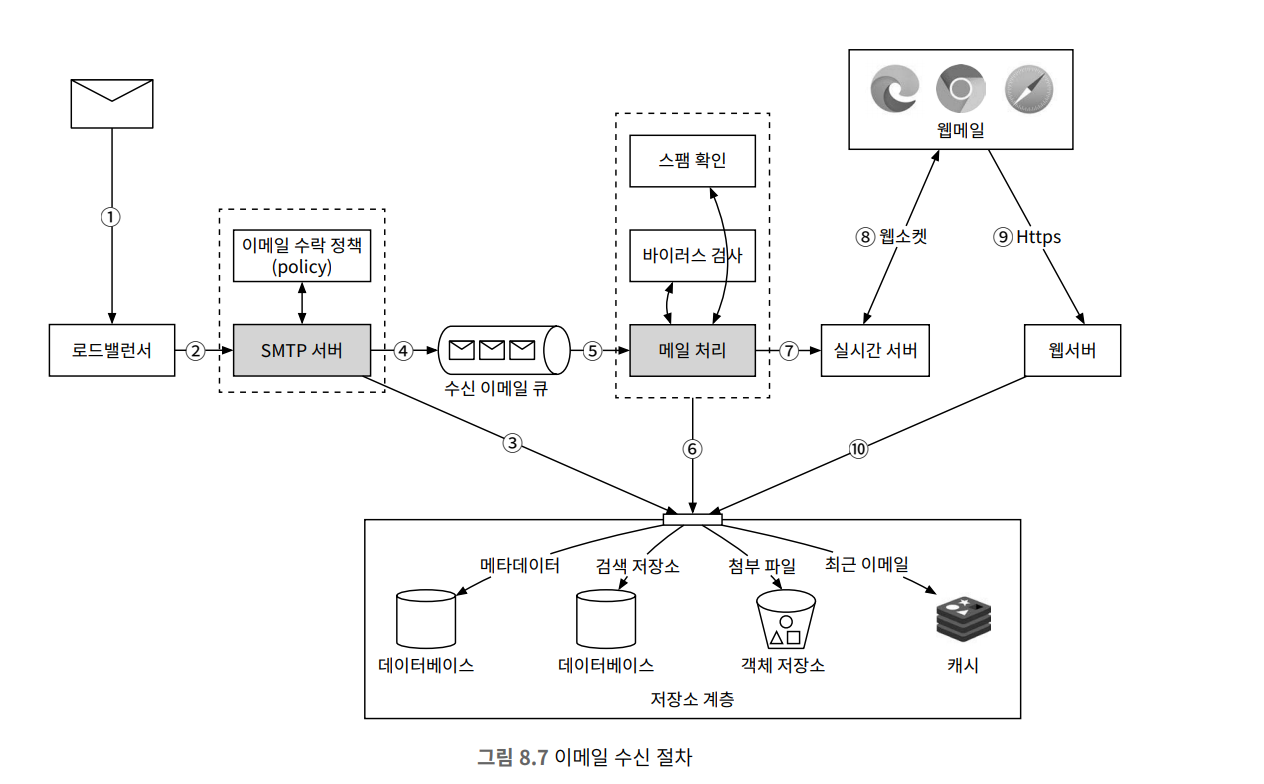 웹메일
스팸 확인
①
이메일 수락 정책
(policy)
바이러스 검사
⑧ 웹소켓
⑨ Https
로드밸런서
②
SMTP 서버
④
수신 이메일 큐
⑤
메일 처리
⑦
실시간 서버
웹서버
③
⑥
⑩
메타데이터
검색 저장소
첨부 파일
최근 이메일
데이터베이스
데이터베이스
객체 저장소
캐시
저장소 계층
그림 8.7 이메일 수신 절차